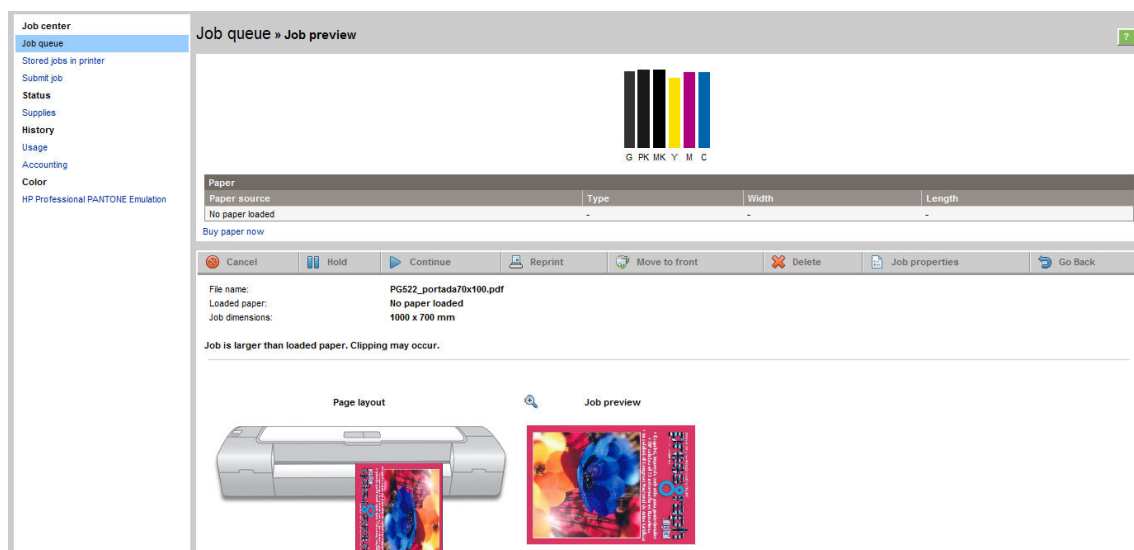 Job center
Job queue
Stored jobs in printer
Submit job
Status
Supplies
History
Usage
Accounting
Color
HP Professional PANTONE Emulation
Job queue » Job preview
?
G PK MK Y M C
Paper
Paper source Type Width Length
No paper loaded - - -
Buy paper now
Cancel Hold Continue Reprint Move to front Delete Job properties Go Back
File name: PG522_portada70x100.pdf
Loaded paper: No paper loaded
Job dimensions: 1000 x 700 mm
Job is larger than loaded paper. Clipping may occur.
Page layout Job preview